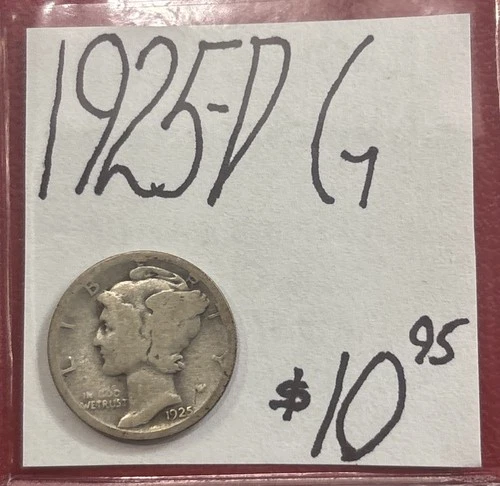 1925-D G
LIBERTY
IN GOD
WE TRUST
1925
$10.95